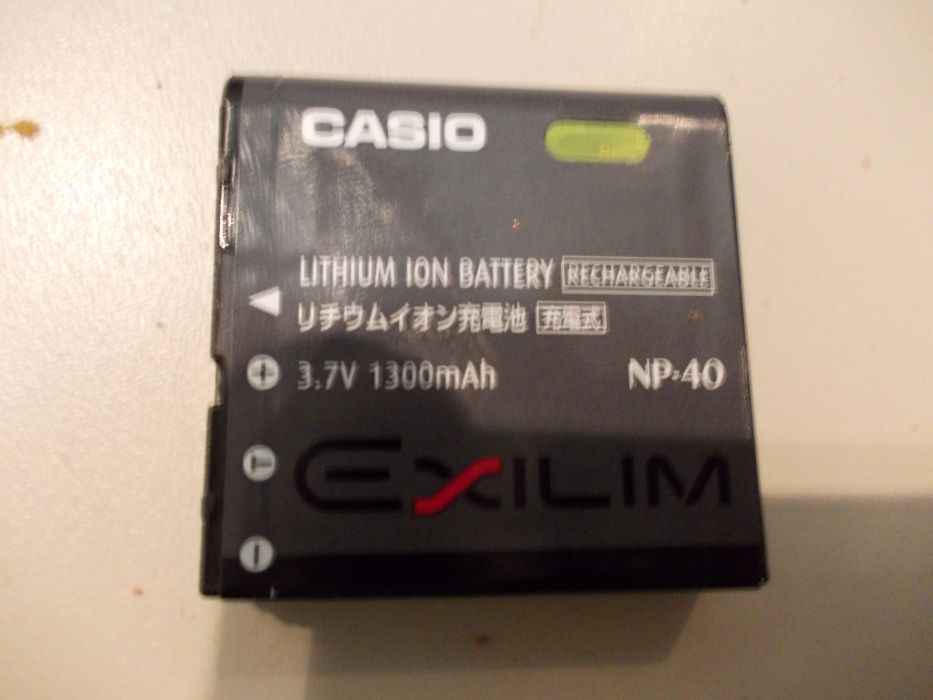 CASIO
LITHIUM ION BATTERY RECHARGEABLE
リチウムイオン充電池 充電式
3.7V 1300mAh NP-40
EXILIM